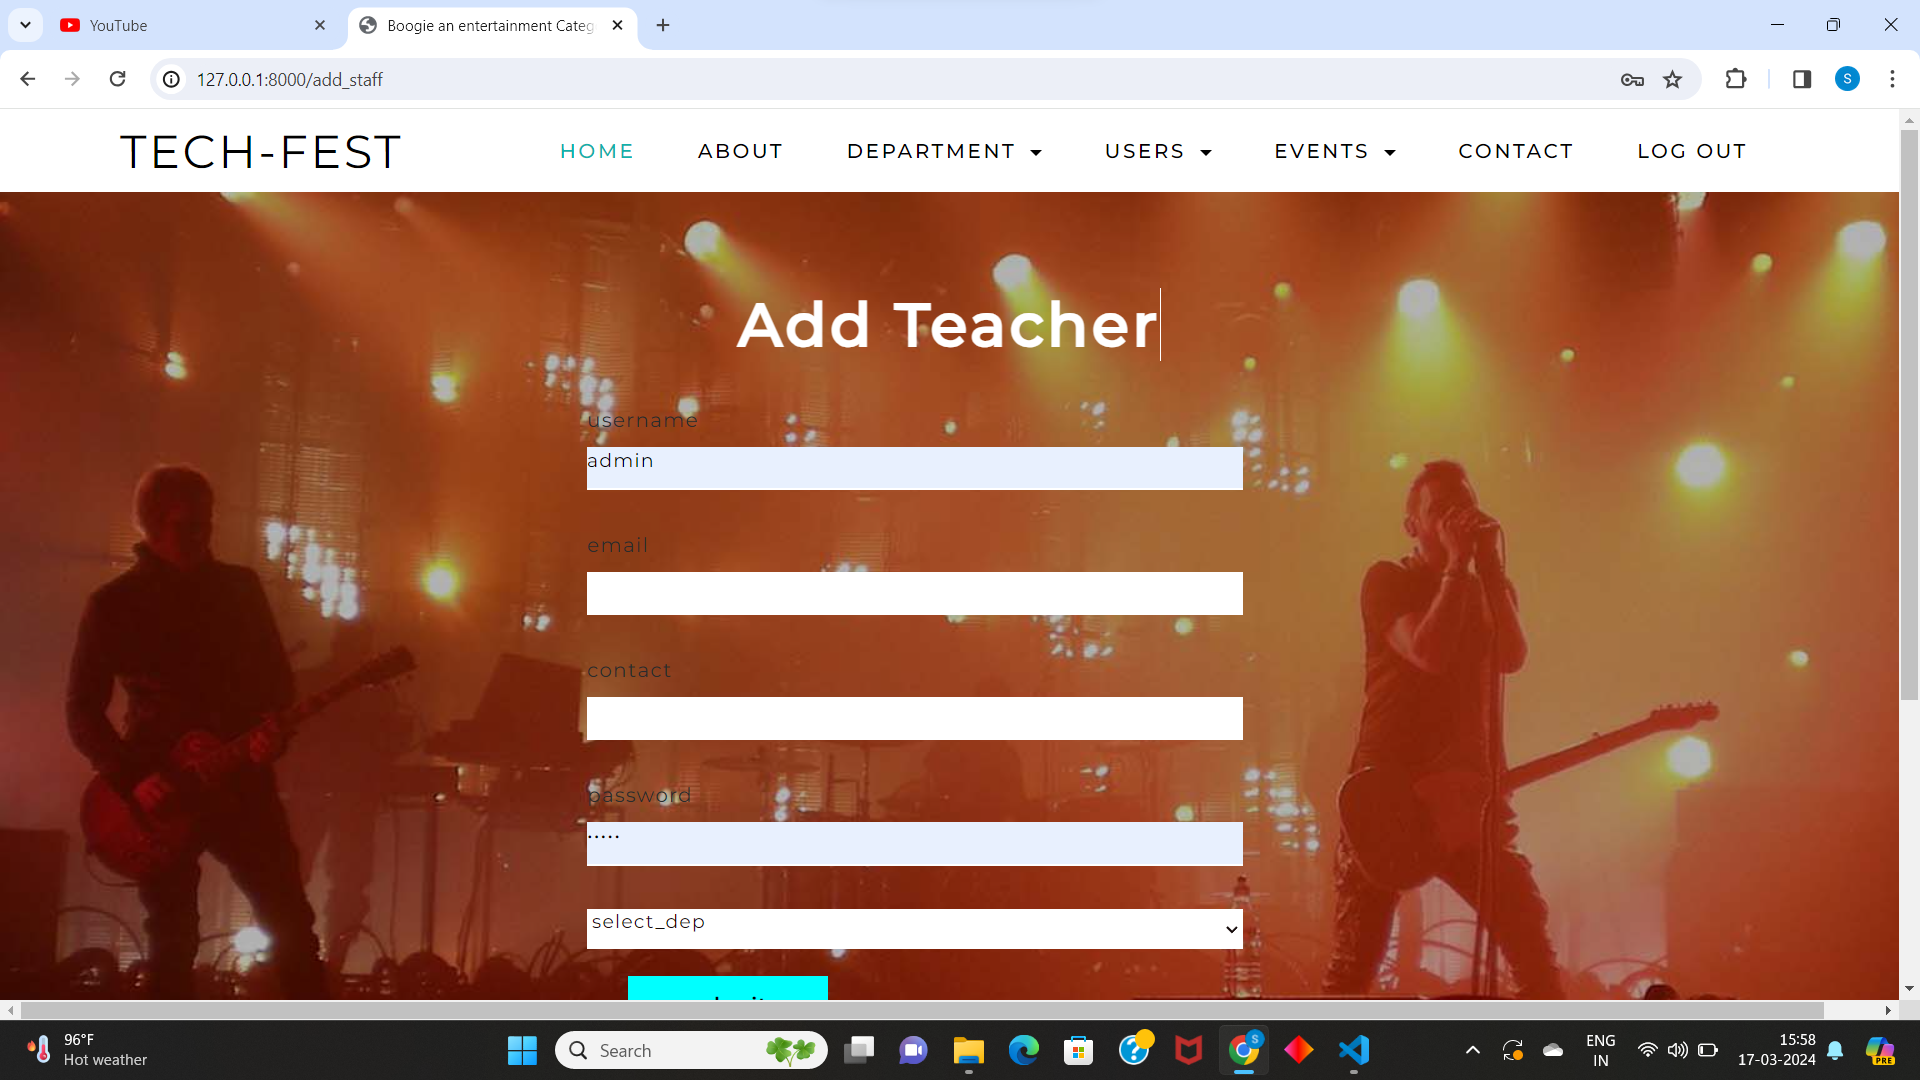 YouTube
Boogie an entertainment Categ
127.0.0.1:8000/add_staff
S
TECH-FEST
HOME ABOUT DEPARTMENT USERS EVENTS CONTACT LOG OUT
Add Teacher
username
admin
email
contact
password
•••••
select_dep
96°F
Hot weather
Search
S
ENG
IN
15:58
17-03-2024
PRE